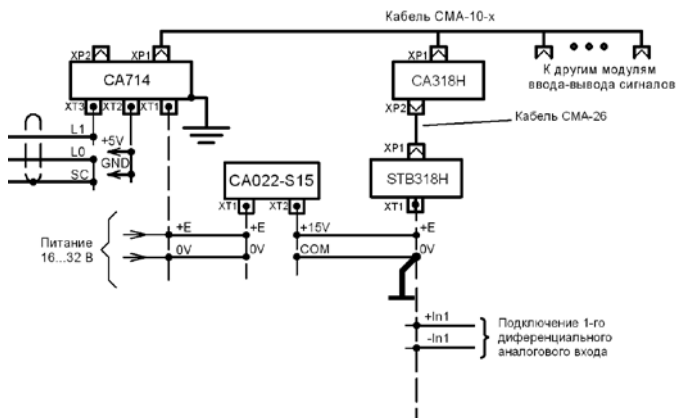 Кабель СМА-10-х
XP2
XP1
XP1
CA714
CA318H
К другим модулям
ввода-вывода сигналов
XT3
XT2
XT1
XP2
Кабель СМА-26
L1
+5V
L0
GND
SC
XP1
CA022-S15
STB318H
XT1
XT2
XT1
Питание
16...32 В
+E
+E
+15V
+E
0V
0V
COM
0V
+In1
-In1
Подключение 1-го
диференциального
аналогового входа